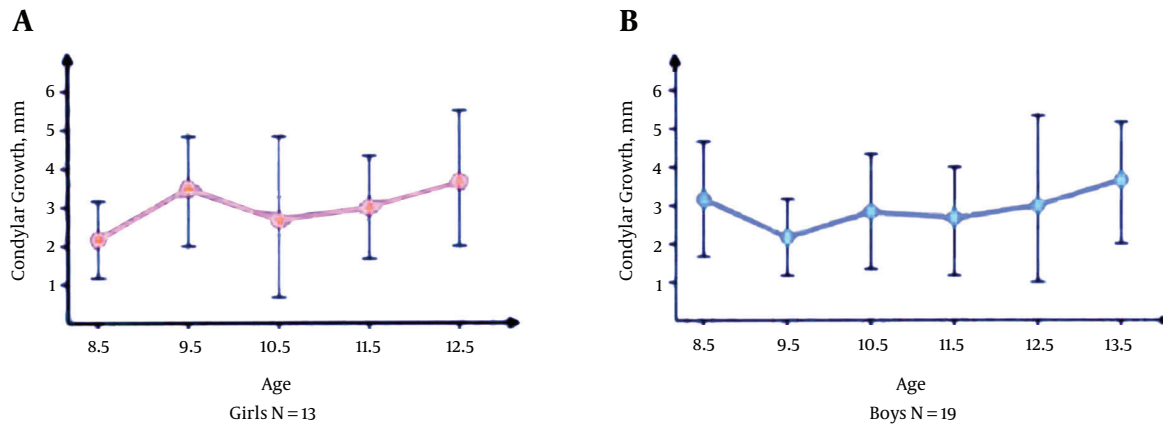 A
Condylar Growth, mm
6
5
4
3
2
1
8.5 9.5 10.5 11.5 12.5
Age
Girls N = 13
B
Condylar Growth, mm
6
5
4
3
2
1
8.5 9.5 10.5 11.5 12.5 13.5
Age
Boys N = 19